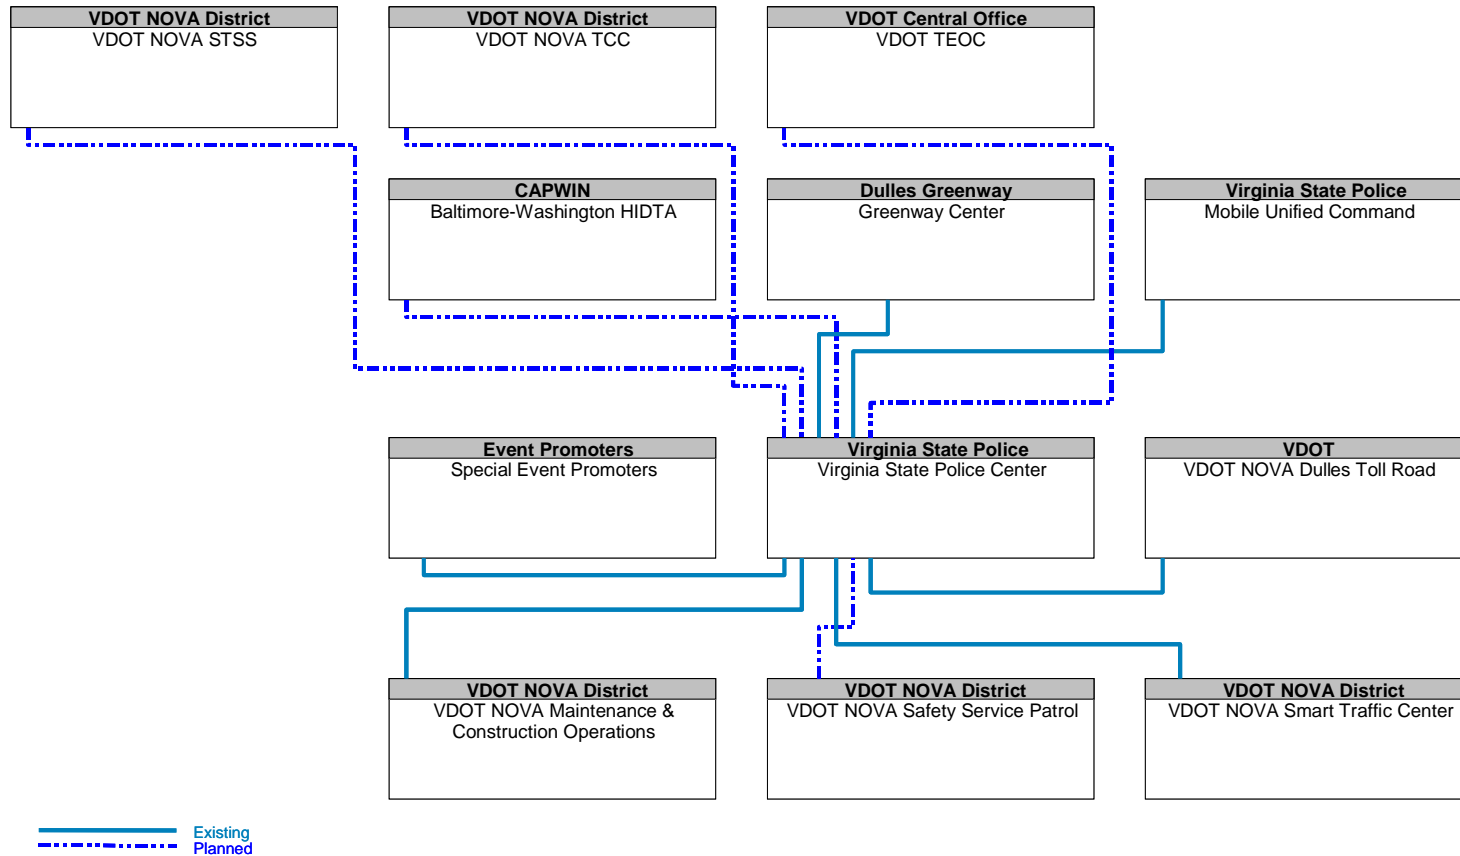 VDOT NOVA District
VDOT NOVA STSS
VDOT NOVA District
VDOT NOVA TCC
VDOT Central Office
VDOT TEOC
CAPWIN
Baltimore-Washington HIDTA
Dulles Greenway
Greenway Center
Virginia State Police
Mobile Unified Command
Event Promoters
Special Event Promoters
Virginia State Police
Virginia State Police Center
VDOT
VDOT NOVA Dulles Toll Road
VDOT NOVA District
VDOT NOVA Maintenance &
Construction Operations
VDOT NOVA District
VDOT NOVA Safety Service Patrol
VDOT NOVA District
VDOT NOVA Smart Traffic Center
Existing
Planned